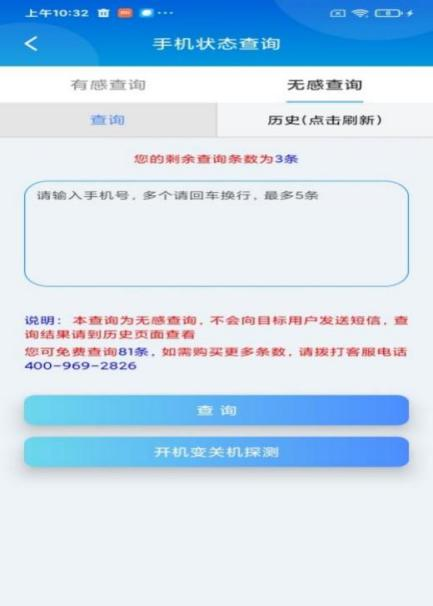 上午10:32
手机状态查询
有感查询 无感查询
查询 历史(点击刷新)
您的剩余查询条数为3条
请输入手机号，多个请回车换行，最多5条
说明：本查询为无感查询，不会向目标用户发送短信，查
询结果请到历史页面查看
您可免费查询81条，如需购买更多条数，请拨打客服电话
400-969-2826
查 询
开机变关机探测